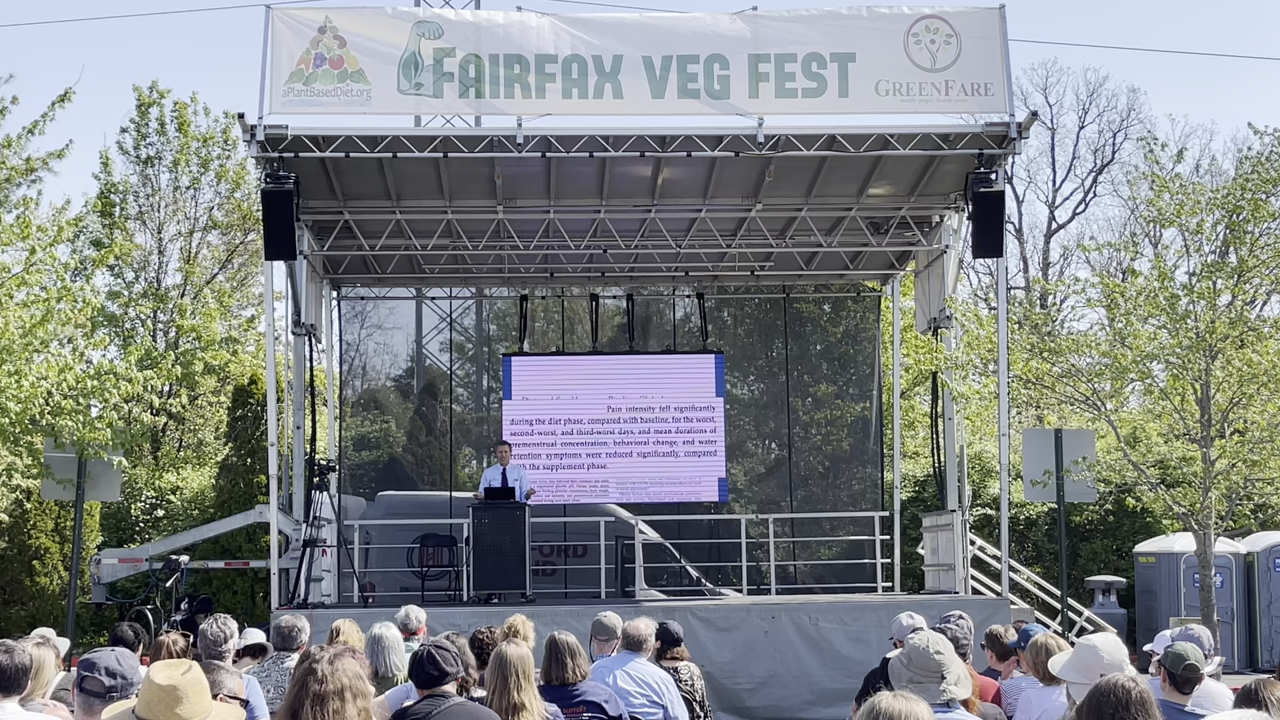 FAIRFAX VEG FEST
aPlantBasedDiet.org
GREENFARE
Pain intensity fell significantly
during the diet phase, compared with baseline, for the worst,
second-worst, and third-worst days, and mean durations of
premenstrual concentration, behavioral change, and water
retention symptoms were reduced significantly, compared
with the supplement phase.
FORD